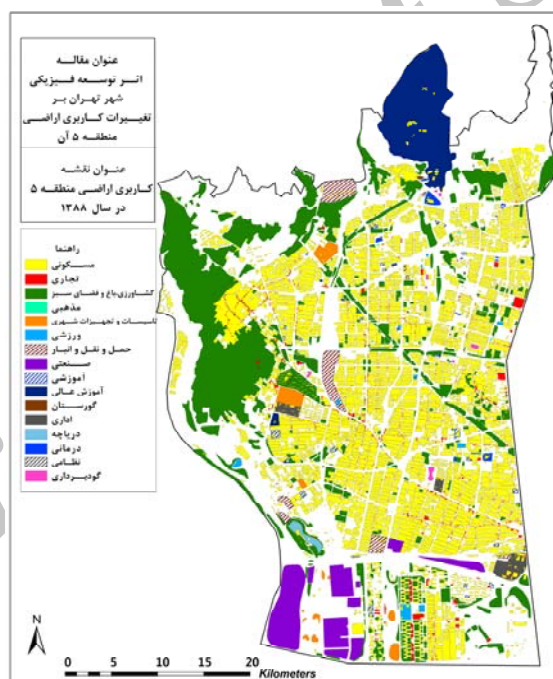 عنوان مقاله
اثر توسعه فیزیکی
شهر تهران بر
تغییرات کاربری اراضی
منطقه ۵ آن
عنوان نقشه
کاربری اراضی منطقه ۵
در سال ۱۳۸۸
راهنما
مسکونی
تجاری
کشاورزی،باغ و فضای سبز
مذهبی
تاسیسات و تجهیزات شهری
ورزشی
حمل و نقل و انبار
صنعتی
آموزشی
آموزش عالی
گورستان
اداری
دریاچه
درمانی
نظامی
گودبرداری
N
0 5 10 15 20
Kilometers